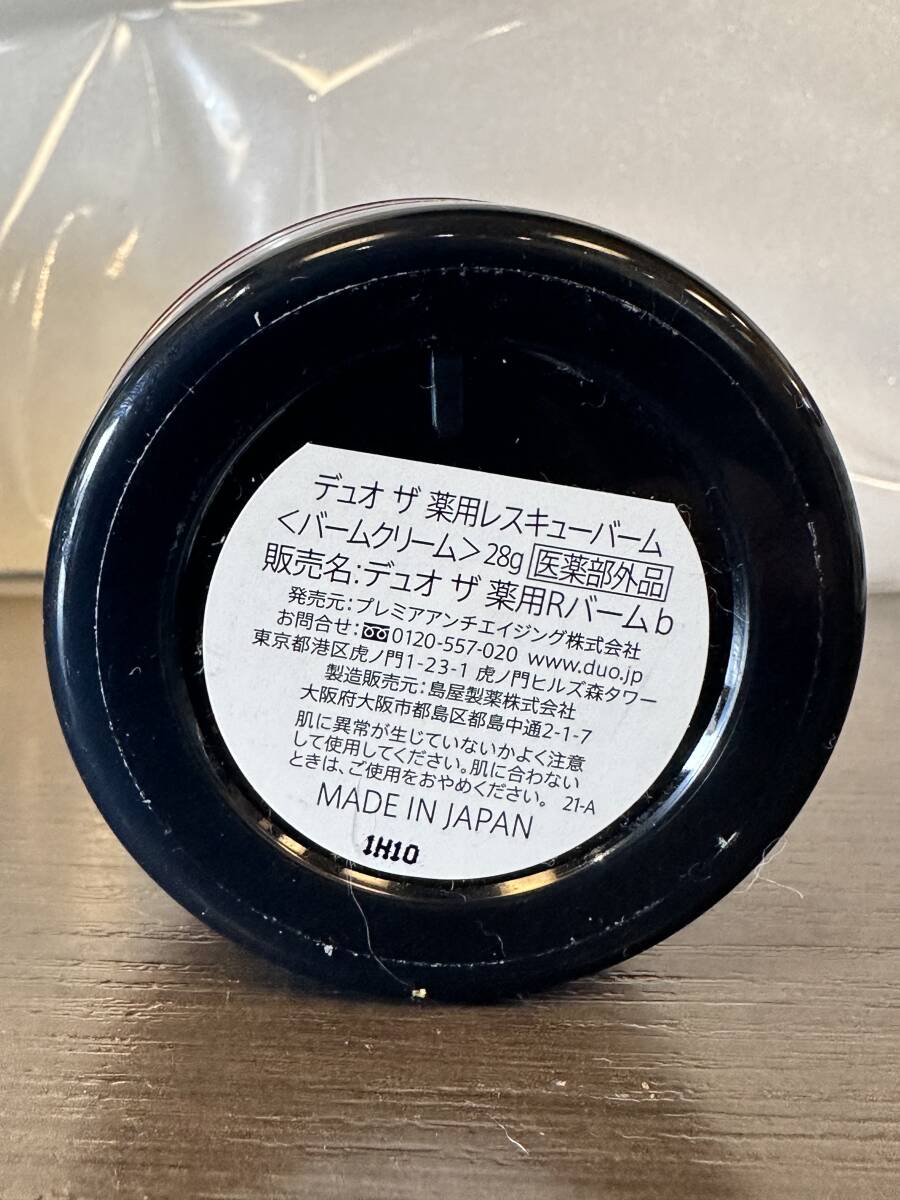 デュオ ザ 薬用レスキューバーム
＜バームクリーム＞28g 医薬部外品
販売名:デュオ ザ 薬用Rバームb
発売元:プレミアアンチエイジング株式会社
お問合せ:0120-557-020 www.duo.jp
東京都港区虎ノ門1-23-1 虎ノ門ヒルズ森タワー
製造販売元:島屋製薬株式会社
大阪府大阪市都島区都島中通2-1-7
肌に異常が生じていないかよく注意
して使用してください。肌に合わない
ときは、ご使用をおやめください。 21-A
MADE IN JAPAN
1H10